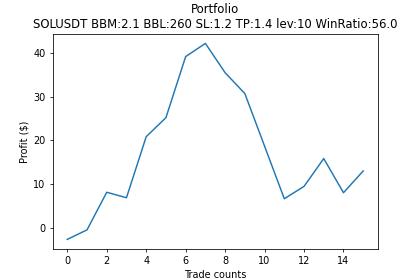 Portfolio
SOLUSDT BBM:2.1 BBL:260 SL:1.2 TP:1.4 lev:10 WinRatio:56.0
40
30
20
10
0
Profit ($)
0 2 4 6 8 10 12 14
Trade counts